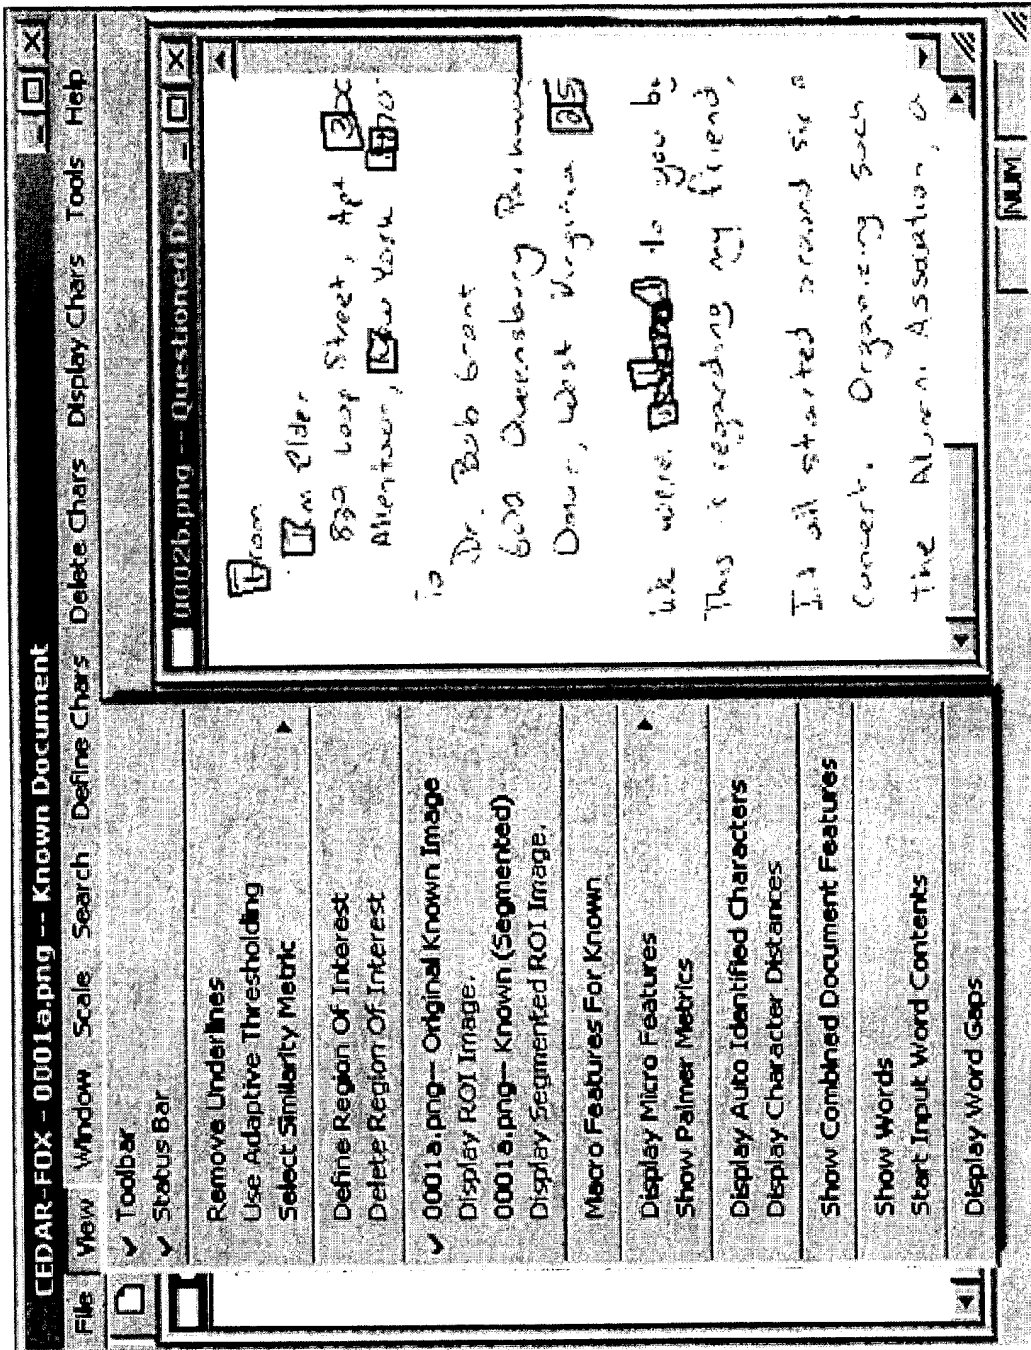 CEDAR-FOX - 0001a.png -- Known Document
File View Window Scale Search Define Chars Delete Chars Display Chars Tools Help
✓ Toolbar
✓ Status Bar
Remove Underlines
Use Adaptive Thresholding
Select Similarity Metric
Define Region Of Interest
Delete Region Of Interest
✓ 0001a.png-- Original Known Image
Display ROI Image.
0001a.png-- Known (Segmented)
Display Segmented ROI Image.
Macro Features For Known
Display Micro Features
Show Palmer Metrics
Display Auto Identified Characters
Display Character Distances
Show Combined Document Features
Show Words
Start Input Word Contents
Display Word Gaps
0002b.png -- Questioned Do...
From
Jim Elder
829 Loop Street, Apt 30
Allentown, New York
To
Dr. Bob Grant
602 Queensberry Parkway
Omar, West Virginia 25
We were to you by
This is regarding my friend,
It all started around six
Concert. Organizing such
the Alumni Association, a
NUM